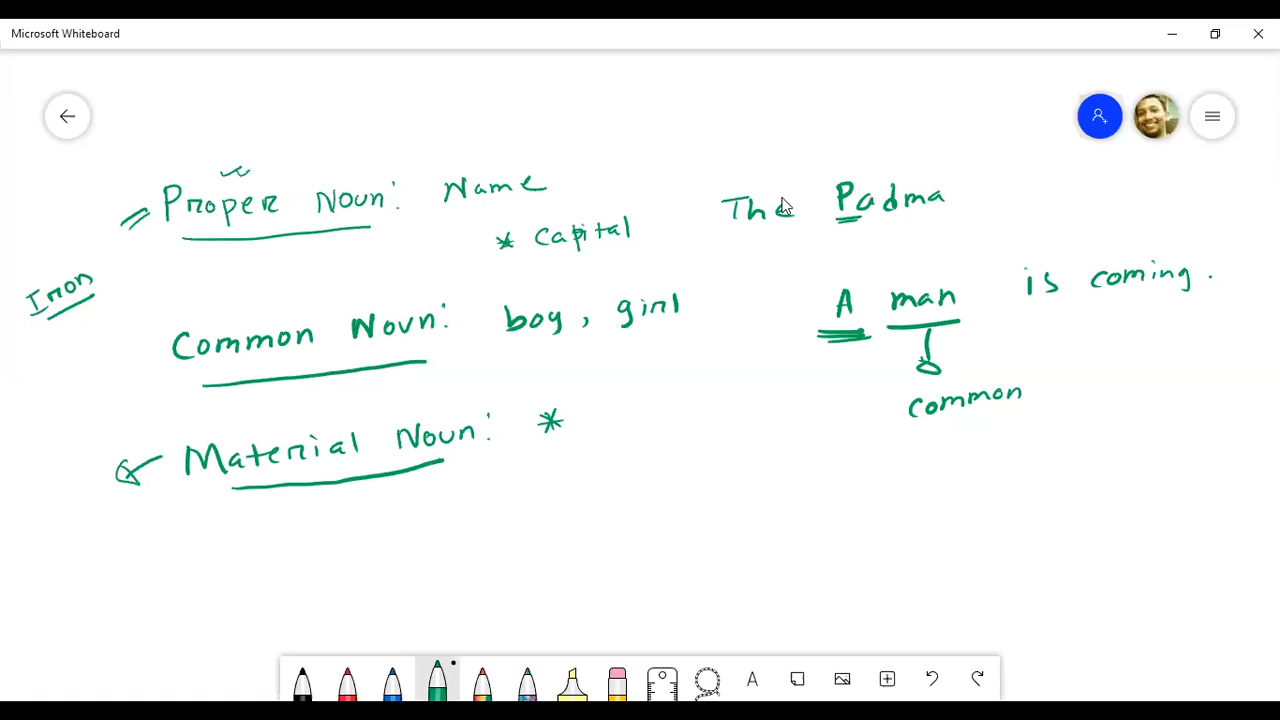 Microsoft Whiteboard
Proper Noun: Name
* capital
The Padma
Iron
Common Noun: boy, girl
A man is coming.
common
Material Noun: *
A